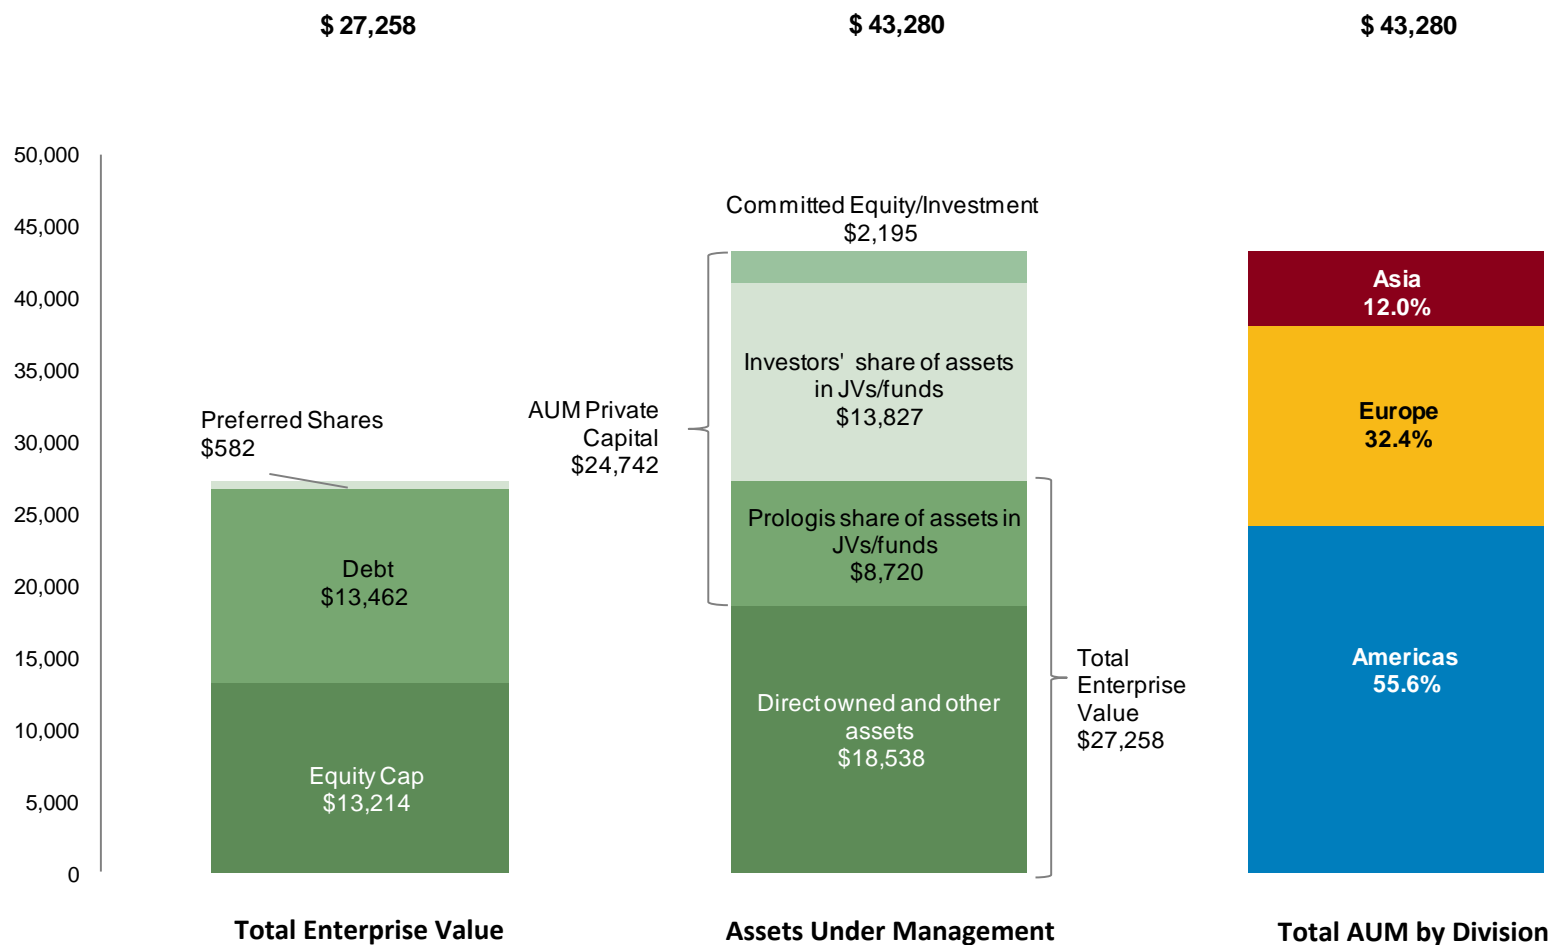 $ 27,258
$ 43,280
$ 43,280
50,000
45,000
40,000
35,000
30,000
25,000
20,000
15,000
10,000
5,000
0
Preferred Shares
$582
Debt
$13,462
Equity Cap
$13,214
Total Enterprise Value
AUM Private
Capital
$24,742
Committed Equity/Investment
$2,195
Investors' share of assets
in JVs/funds
$13,827
Prologis share of assets in
JVs/funds
$8,720
Direct owned and other
assets
$18,538
Assets Under Management
Total
Enterprise
Value
$27,258
Asia
12.0%
Europe
32.4%
Americas
55.6%
Total AUM by Division